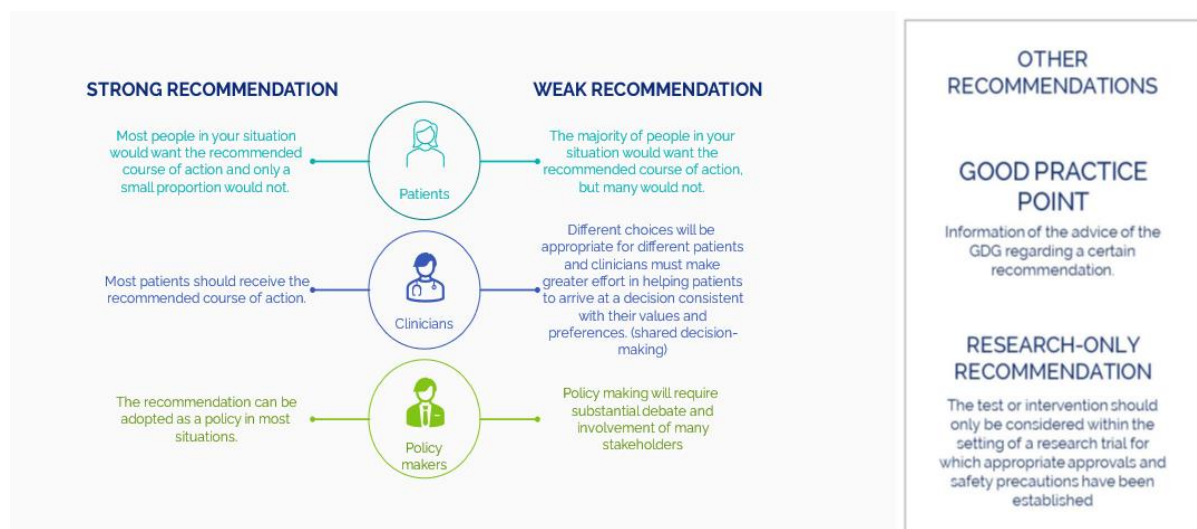 STRONG RECOMMENDATION
WEAK RECOMMENDATION
Most people in your situation
would want the recommended
course of action and only a
small proportion would not.
Patients
The majority of people in your
situation would want the
recommended course of action,
but many would not.
Most patients should receive the
recommended course of action.
Clinicians
Different choices will be
appropriate for different patients
and clinicians must make
greater effort in helping patients
to arrive at a decision consistent
with their values and
preferences. (shared decision-
making)
The recommendation can be
adopted as a policy in most
situations.
Policy
makers
Policy making will require
substantial debate and
involvement of many
stakeholders
OTHER
RECOMMENDATIONS
GOOD PRACTICE
POINT
Information of the advice of the
GDG regarding a certain
recommendation.
RESEARCH-ONLY
RECOMMENDATION
The test or intervention should
only be considered within the
setting of a research trial for
which appropriate approvals and
safety precautions have been
established